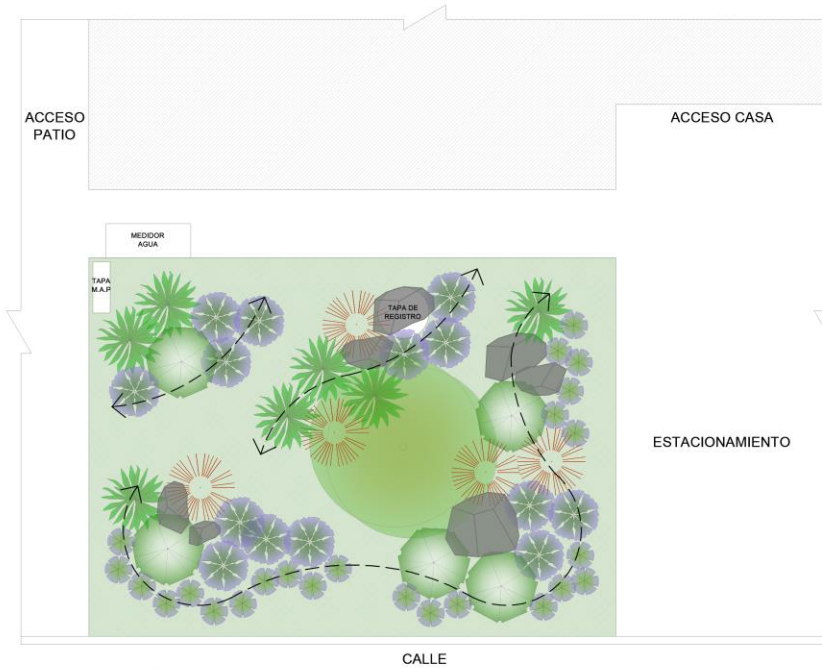 ACCESO
PATIO
ACCESO CASA
MEDIDOR
AGUA
TAPA
M.A.P
TAPA DE
REGISTRO
ESTACIONAMIENTO
CALLE